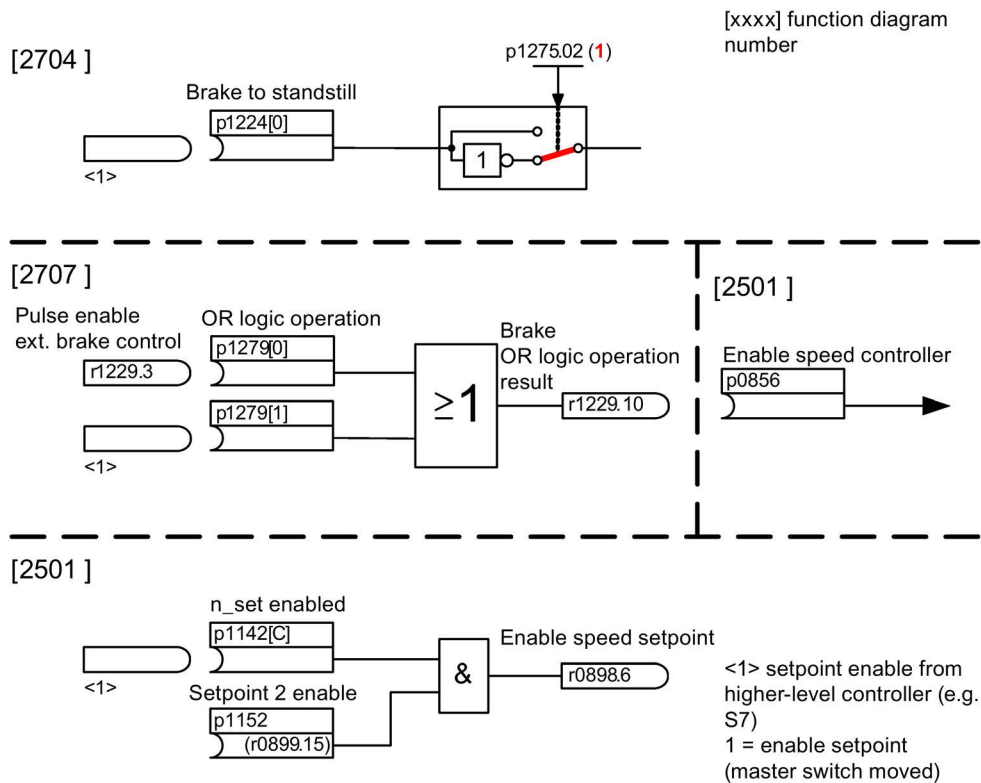 [xxxx] function diagram
number
[2704 ]
p1275.02 (1)
Brake to standstill
p1224[0]
1
<1>
[2707 ]
[2501 ]
Pulse enable
ext. brake control
OR logic operation
Brake
OR logic operation
result
Enable speed controller
r1229.3
p1279[0]
≥1
r1229.10
p0856
p1279[1]
<1>
[2501 ]
n_set enabled
p1142[C]
Enable speed setpoint
&
r0898.6
<1>
Setpoint 2 enable
p1152
(r0899.15)
<1> setpoint enable from
higher-level controller (e.g.
S7)
1 = enable setpoint
(master switch moved)